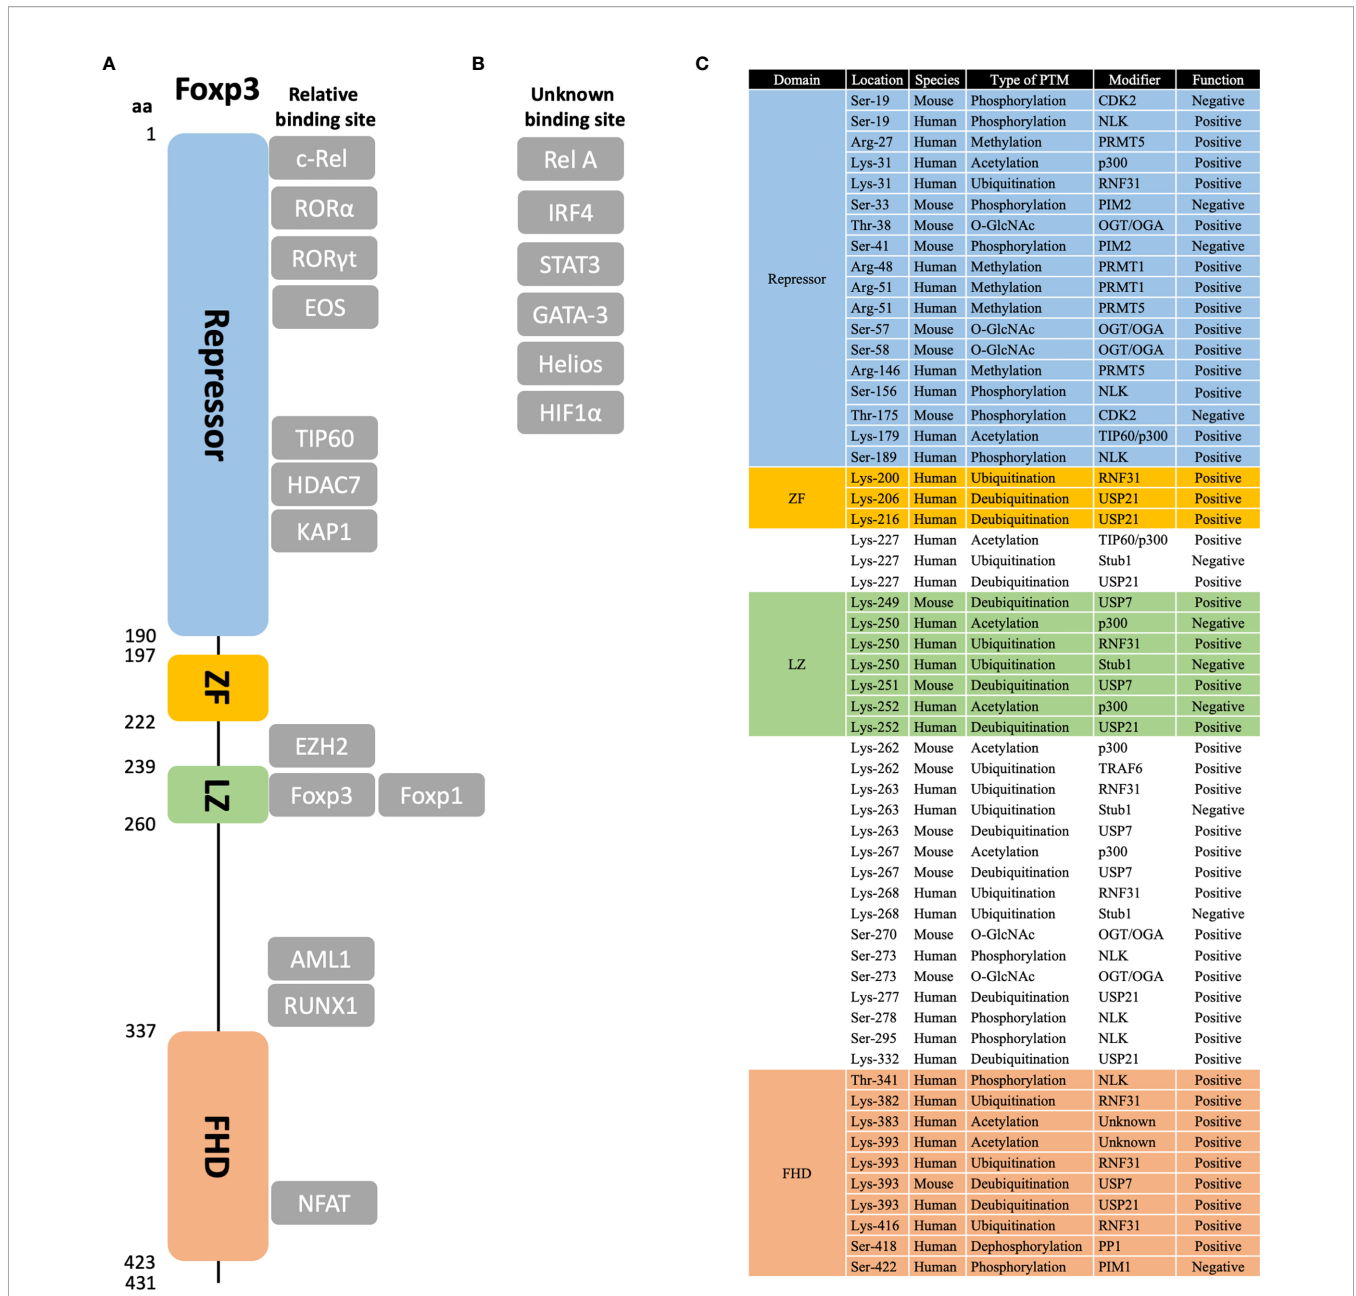 A
Foxp3
aa
Relative
binding site
1
c-Rel
RORα
RORγt
EOS
Repressor
TIP60
HDAC7
KAP1
190
197
ZF
222
EZH2
239
LZ
Foxp3 Foxp1
260
AML1
RUNX1
337
FHD
NFAT
423
431
B
Unknown
binding site
Rel A
IRF4
STAT3
GATA-3
Helios
HIF1α
C
Domain Location Species Type of PTM Modifier Function
Repressor
Ser-19 Mouse Phosphorylation CDK2 Negative
Ser-19 Human Phosphorylation NLK Positive
Arg-27 Human Methylation PRMT5 Positive
Lys-31 Human Acetylation p300 Positive
Lys-31 Human Ubiquitination RNF31 Positive
Ser-33 Mouse Phosphorylation PIM2 Negative
Thr-38 Mouse O-GlcNAc OGT/OGA Positive
Ser-41 Mouse Phosphorylation PIM2 Negative
Arg-48 Human Methylation PRMT1 Positive
Arg-51 Human Methylation PRMT1 Positive
Arg-51 Human Methylation PRMT5 Positive
Ser-57 Mouse O-GlcNAc OGT/OGA Positive
Ser-58 Mouse O-GlcNAc OGT/OGA Positive
Arg-146 Human Methylation PRMT5 Positive
Ser-156 Human Phosphorylation NLK Positive
Thr-175 Mouse Phosphorylation CDK2 Negative
Lys-179 Human Acetylation TIP60/p300 Positive
Ser-189 Human Phosphorylation NLK Positive
ZF
Lys-200 Human Ubiquitination RNF31 Positive
Lys-206 Human Deubiquitination USP21 Positive
Lys-216 Human Deubiquitination USP21 Positive
Lys-227 Human Acetylation TIP60/p300 Positive
Lys-227 Human Ubiquitination Stub1 Negative
Lys-227 Human Deubiquitination USP21 Positive
LZ
Lys-249 Mouse Deubiquitination USP7 Positive
Lys-250 Human Acetylation p300 Negative
Lys-250 Human Ubiquitination RNF31 Positive
Lys-250 Human Ubiquitination Stub1 Negative
Lys-251 Mouse Deubiquitination USP7 Positive
Lys-252 Human Acetylation p300 Negative
Lys-252 Human Deubiquitination USP21 Positive
Lys-262 Mouse Acetylation p300 Positive
Lys-262 Mouse Ubiquitination TRAF6 Positive
Lys-263 Human Ubiquitination RNF31 Positive
Lys-263 Human Ubiquitination Stub1 Negative
Lys-263 Mouse Deubiquitination USP7 Positive
Lys-267 Mouse Acetylation p300 Positive
Lys-267 Mouse Deubiquitination USP7 Positive
Lys-268 Human Ubiquitination RNF31 Positive
Lys-268 Human Ubiquitination Stub1 Negative
Ser-270 Mouse O-GlcNAc OGT/OGA Positive
Ser-273 Human Phosphorylation NLK Positive
Ser-273 Mouse O-GlcNAc OGT/OGA Positive
Lys-277 Human Deubiquitination USP21 Positive
Ser-278 Human Phosphorylation NLK Positive
Ser-295 Human Phosphorylation NLK Positive
Lys-332 Human Deubiquitination USP21 Positive
FHD
Thr-341 Human Phosphorylation NLK Positive
Lys-382 Human Ubiquitination RNF31 Positive
Lys-383 Human Acetylation Unknown Positive
Lys-393 Human Acetylation Unknown Positive
Lys-393 Human Ubiquitination RNF31 Positive
Lys-393 Mouse Deubiquitination USP7 Positive
Lys-393 Human Deubiquitination USP21 Positive
Lys-416 Human Ubiquitination RNF31 Positive
Ser-418 Human Dephosphorylation PP1 Positive
Ser-422 Human Phosphorylation PIM1 Negative